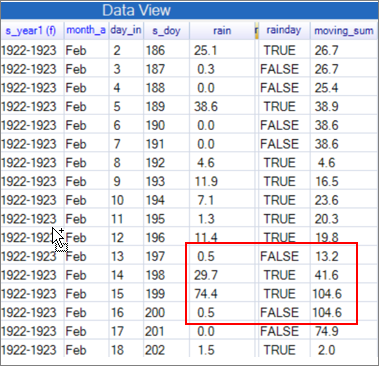 Data View
s_year1 (f) month_a day_in s_doy rain rainday moving_sum
1922-1923 Feb 2 186 25.1 TRUE 26.7
1922-1923 Feb 3 187 0.3 FALSE 26.7
1922-1923 Feb 4 188 0.0 FALSE 25.4
1922-1923 Feb 5 189 38.6 TRUE 38.9
1922-1923 Feb 6 190 0.0 FALSE 38.6
1922-1923 Feb 7 191 0.0 FALSE 38.6
1922-1923 Feb 8 192 4.6 TRUE 4.6
1922-1923 Feb 9 193 11.9 TRUE 16.5
1922-1923 Feb 10 194 7.1 TRUE 23.6
1922-1923 Feb 11 195 1.3 TRUE 20.3
1922-1923 Feb 12 196 11.4 TRUE 19.8
1922-1923 Feb 13 197 0.5 FALSE 13.2
1922-1923 Feb 14 198 29.7 TRUE 41.6
1922-1923 Feb 15 199 74.4 TRUE 104.6
1922-1923 Feb 16 200 0.5 FALSE 104.6
1922-1923 Feb 17 201 0.0 FALSE 74.9
1922-1923 Feb 18 202 1.5 TRUE 2.0